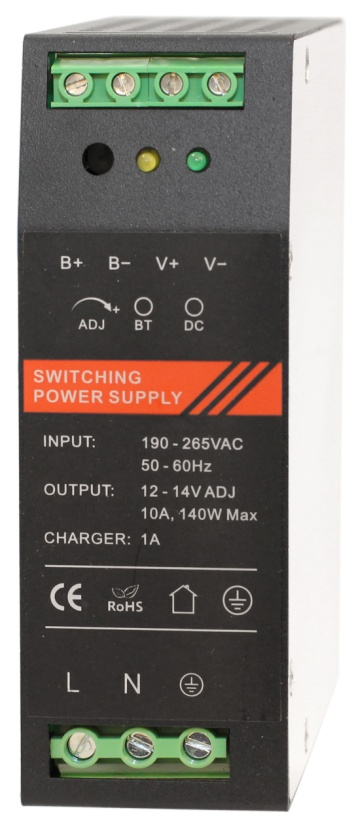 B+ B− V+ V−
+
ADJ BT DC
SWITCHING
POWER SUPPLY
INPUT: 190 - 265VAC
50 - 60Hz
OUTPUT: 12 - 14V ADJ
10A, 140W Max
CHARGER: 1A
CE RoHS
L N